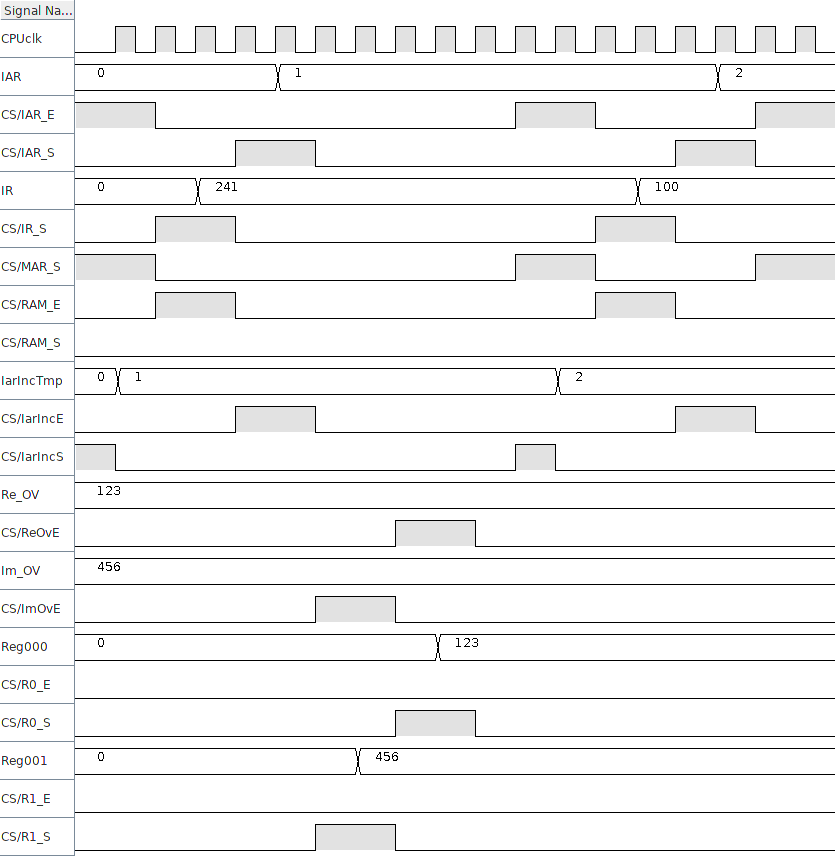 Signal Na...
CPUclk
IAR 0 1 2
CS/IAR_E
CS/IAR_S
IR 0 241 100
CS/IR_S
CS/MAR_S
CS/RAM_E
CS/RAM_S
IarIncTmp 0 1 2
CS/IarIncE
CS/IarIncS
Re_OV 123
CS/ReOvE
Im_OV 456
CS/ImOvE
Reg000 0 123
CS/R0_E
CS/R0_S
Reg001 0 456
CS/R1_E
CS/R1_S